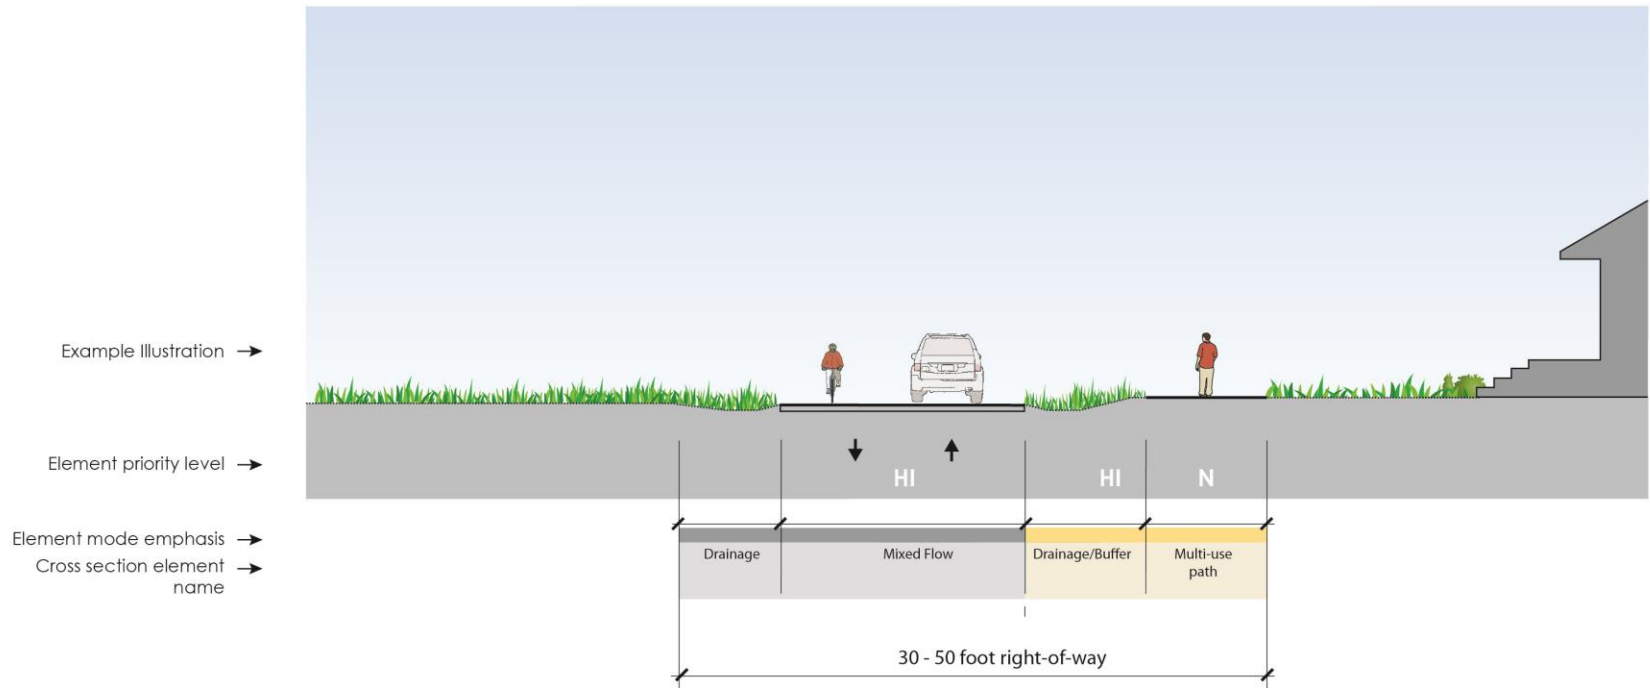 Example Illustration
Element priority level
HI
HI
N
Element mode emphasis
Cross section element
name
Drainage
Mixed Flow
Drainage/Buffer
Multi-use
path
30 - 50 foot right-of-way